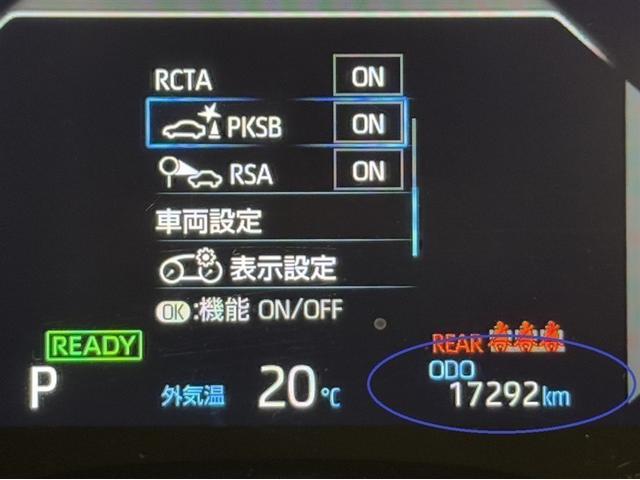 RCTA ON
PKSB ON
RSA ON
車両設定
表示設定
OK:機能 ON/OFF
READY
REAR
P 外気温 20℃ ODO
17292km